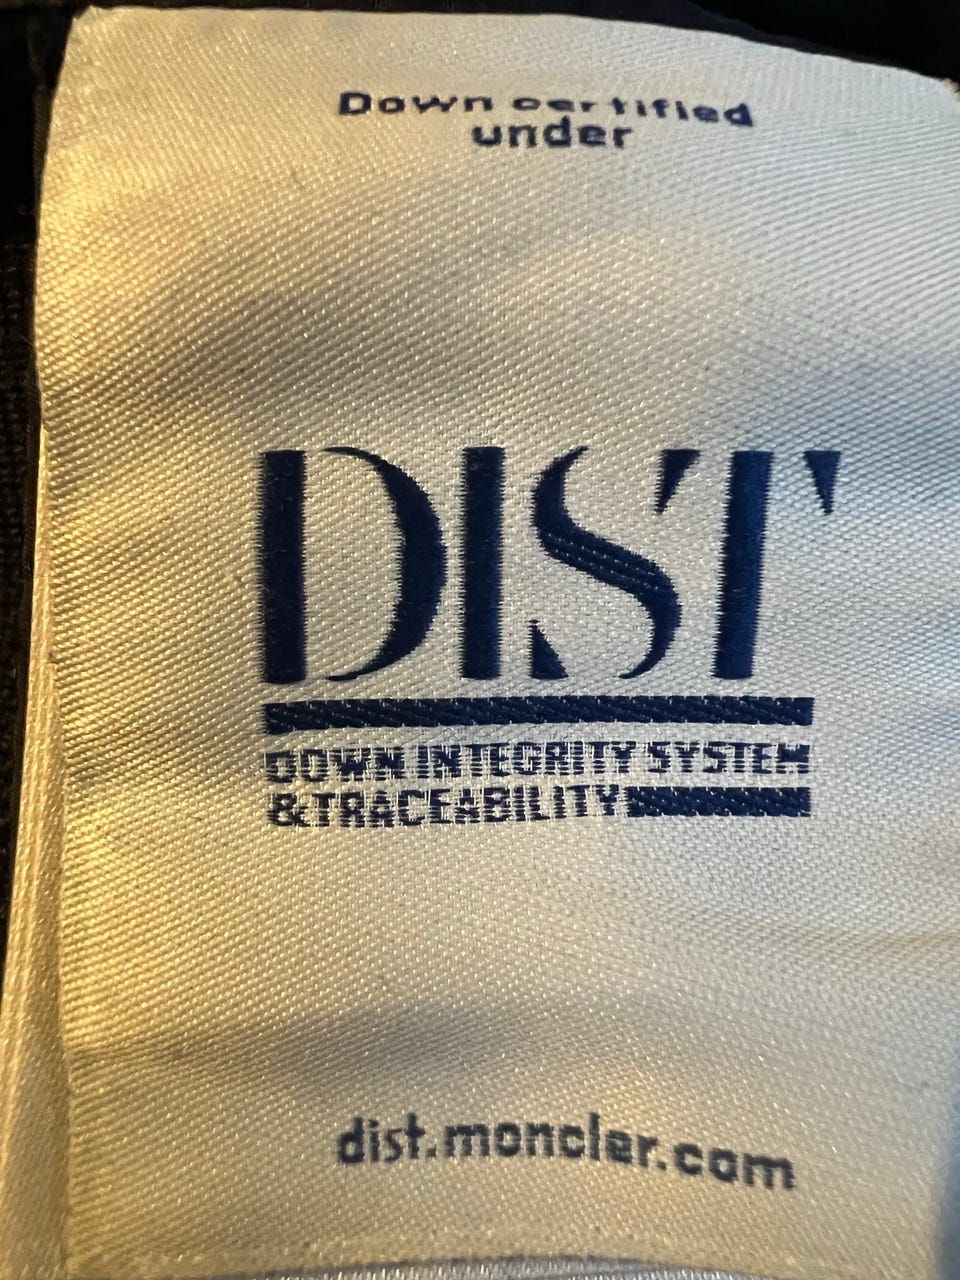 Down certified
under
DIST
DOWN INTEGRITY SYSTEM
&TRACEABILITY
dist.moncler.com